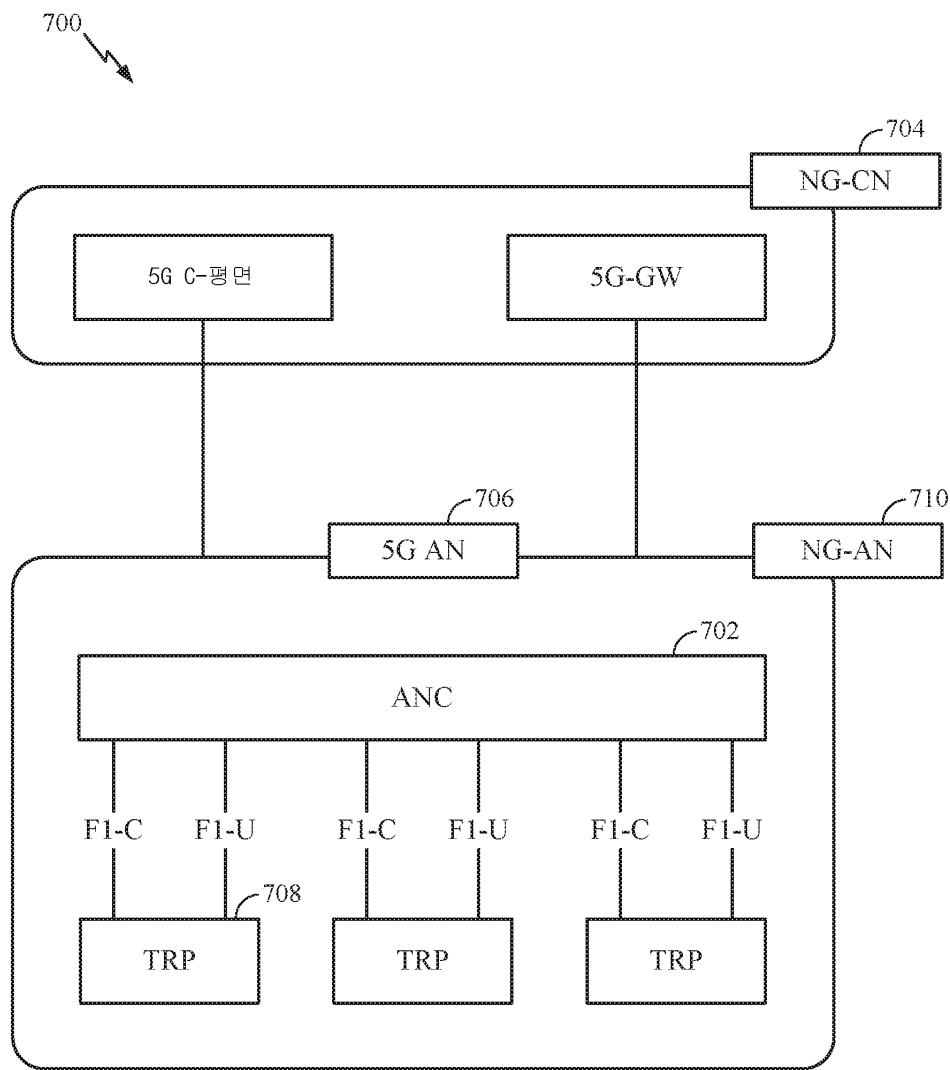 700
704
NG-CN
5G C-평면
5G-GW
706
710
5G AN
NG-AN
702
ANC
F1-C F1-U F1-C F1-U F1-C F1-U
708
TRP TRP TRP